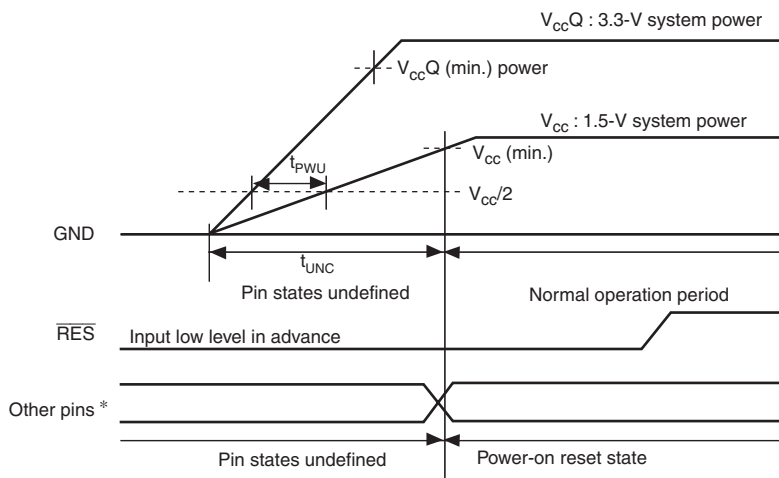 VccQ : 3.3-V system power
VccQ (min.) power
Vcc : 1.5-V system power
Vcc (min.)
tPWU
Vcc/2
GND
tUNC
Pin states undefined
Normal operation period
RES
Input low level in advance
Other pins *
Pin states undefined
Power-on reset state